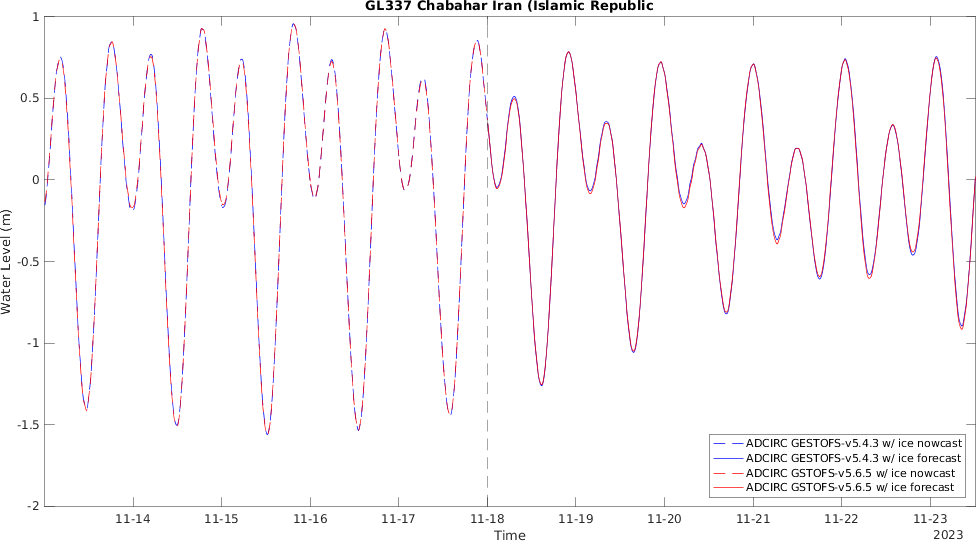 GL337 Chabahar Iran (Islamic Republic
1
0.5
0
-0.5
-1
-1.5
-2
Water Level (m)
11-14 11-15 11-16 11-17 11-18 11-19 11-20 11-21 11-22 11-23
Time
2023
ADCIRC GESTOFS-v5.4.3 w/ ice nowcast
ADCIRC GESTOFS-v5.4.3 w/ ice forecast
ADCIRC GSTOFS-v5.6.5 w/ ice nowcast
ADCIRC GSTOFS-v5.6.5 w/ ice forecast